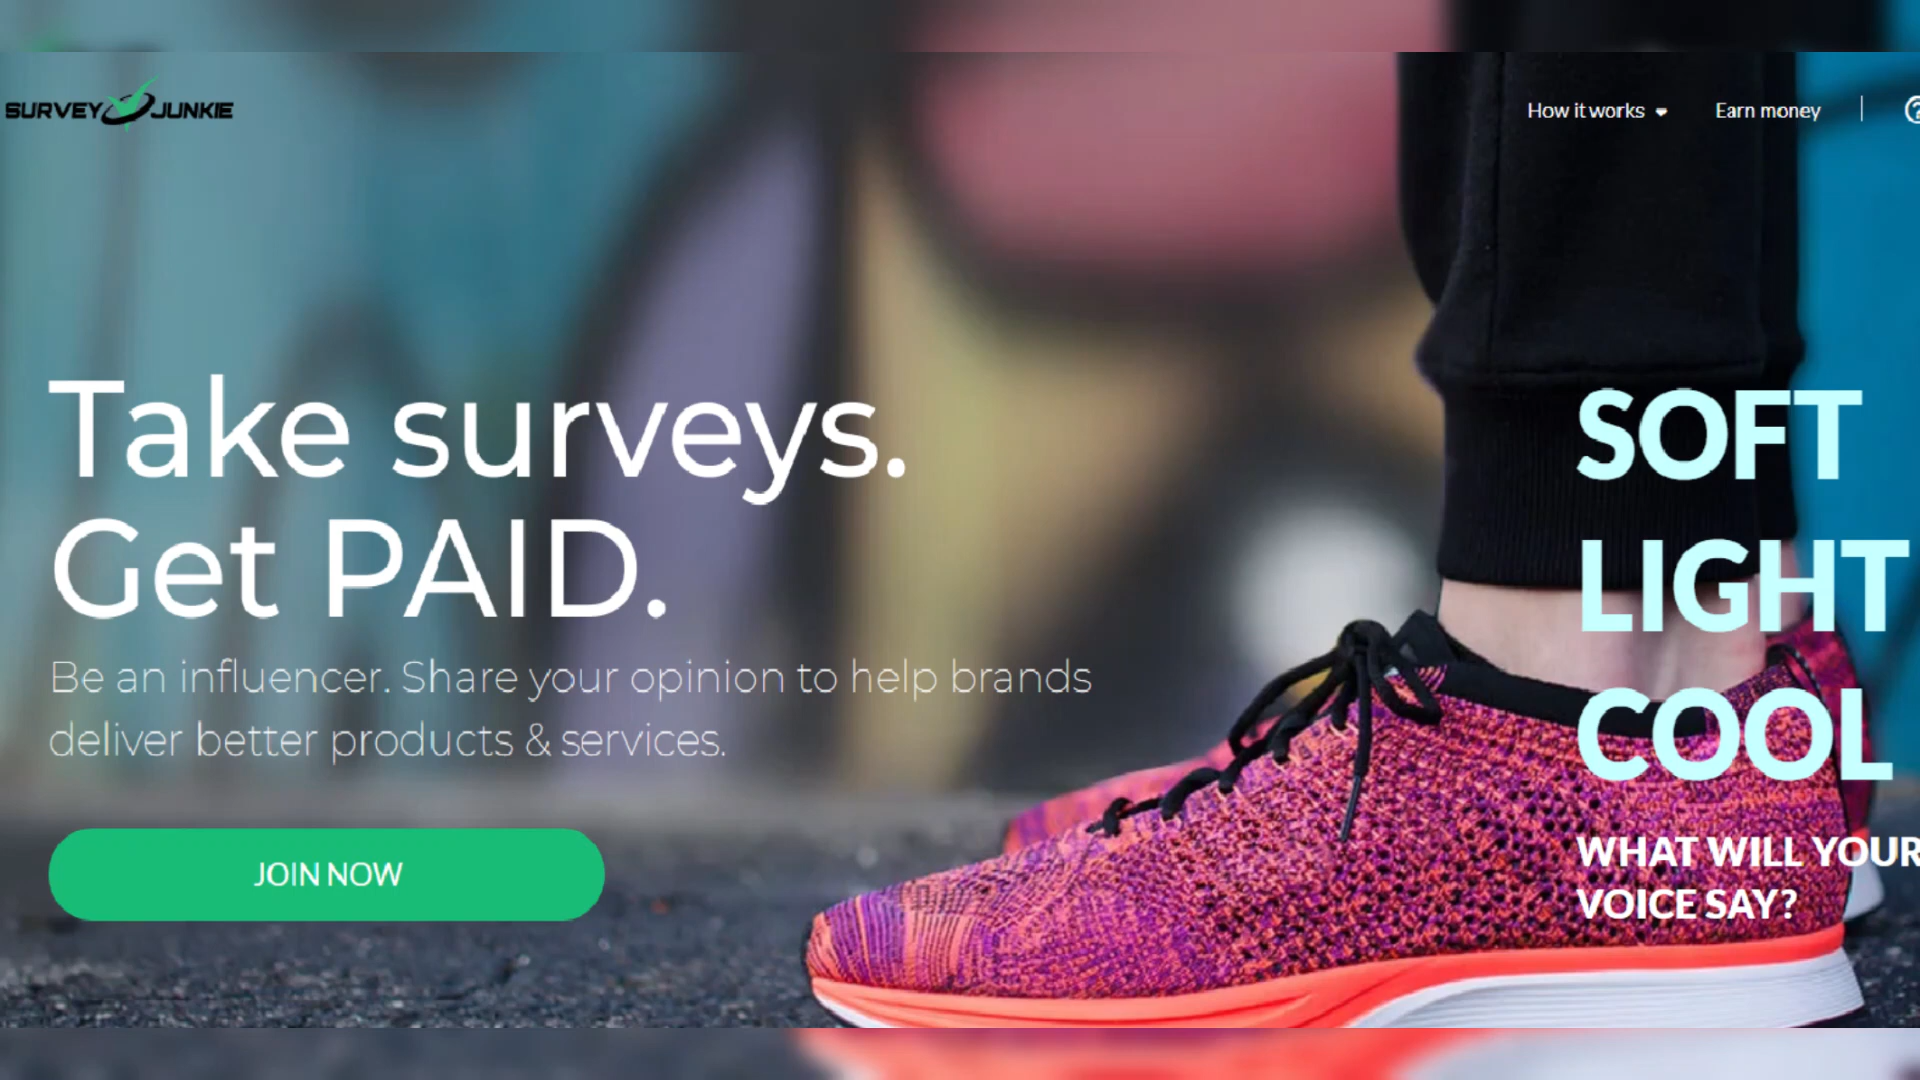 SURVEY JUNKIE
How it works
Earn money
Take surveys.
Get PAID.
Be an influencer. Share your opinion to help brands
deliver better products & services.
JOIN NOW
SOFT
LIGHT
COOL
WHAT WILL YOUR
VOICE SAY?